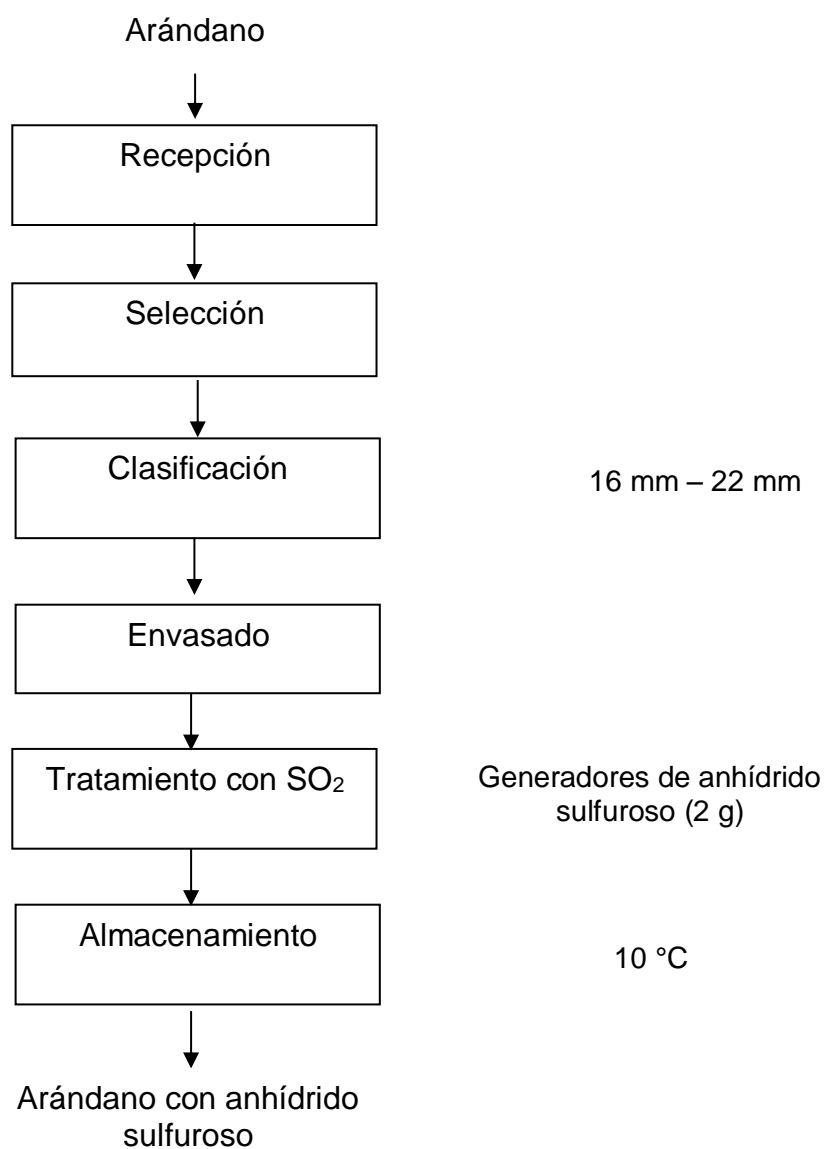 Arándano
Recepción
Selección
Clasificación
16 mm – 22 mm
Envasado
Tratamiento con SO₂
Generadores de anhídrido
sulfuroso (2 g)
Almacenamiento
10 °C
Arándano con anhídrido
sulfuroso